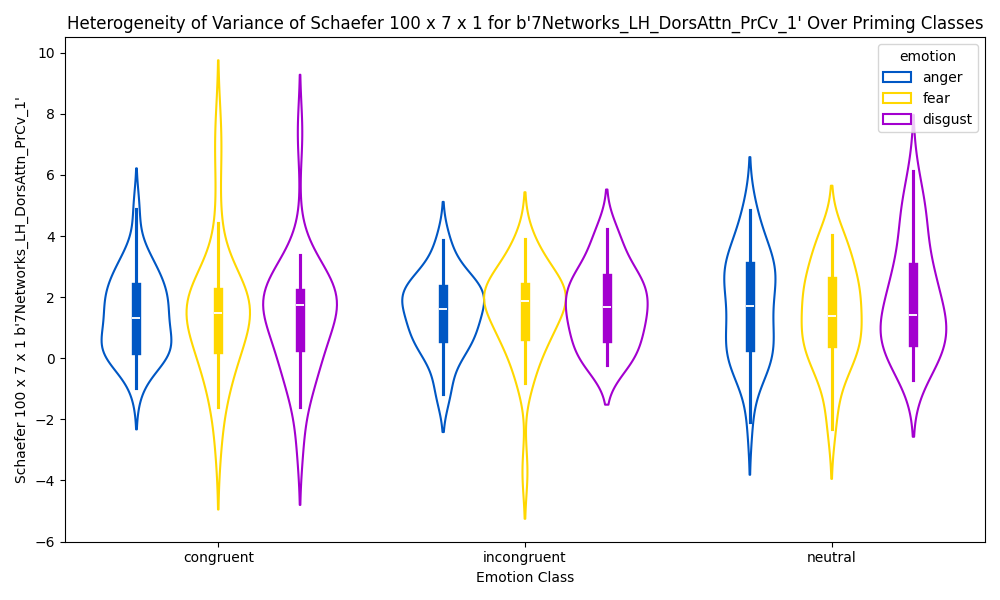 Heterogeneity of Variance of Schaefer 100 x 7 x 1 for b'7Networks_LH_DorsAttn_PrCv_1' Over Priming Classes
Schaefer 100 x 7 x 1 b'7Networks_LH_DorsAttn_PrCv_1'
10
8
6
4
2
0
−2
−4
−6
emotion
anger
fear
disgust
congruent
incongruent
neutral
Emotion Class